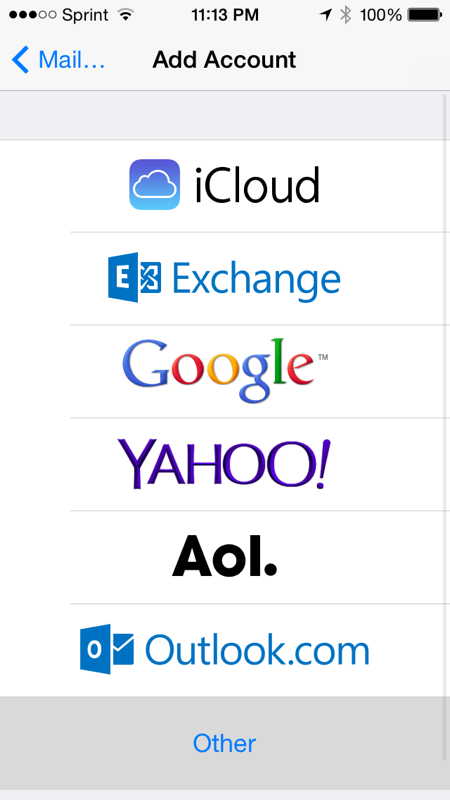 Sprint 11:13 PM 100%
Mail... Add Account
iCloud
E Exchange
Google™
YAHOO!
Aol.
O Outlook.com
Other